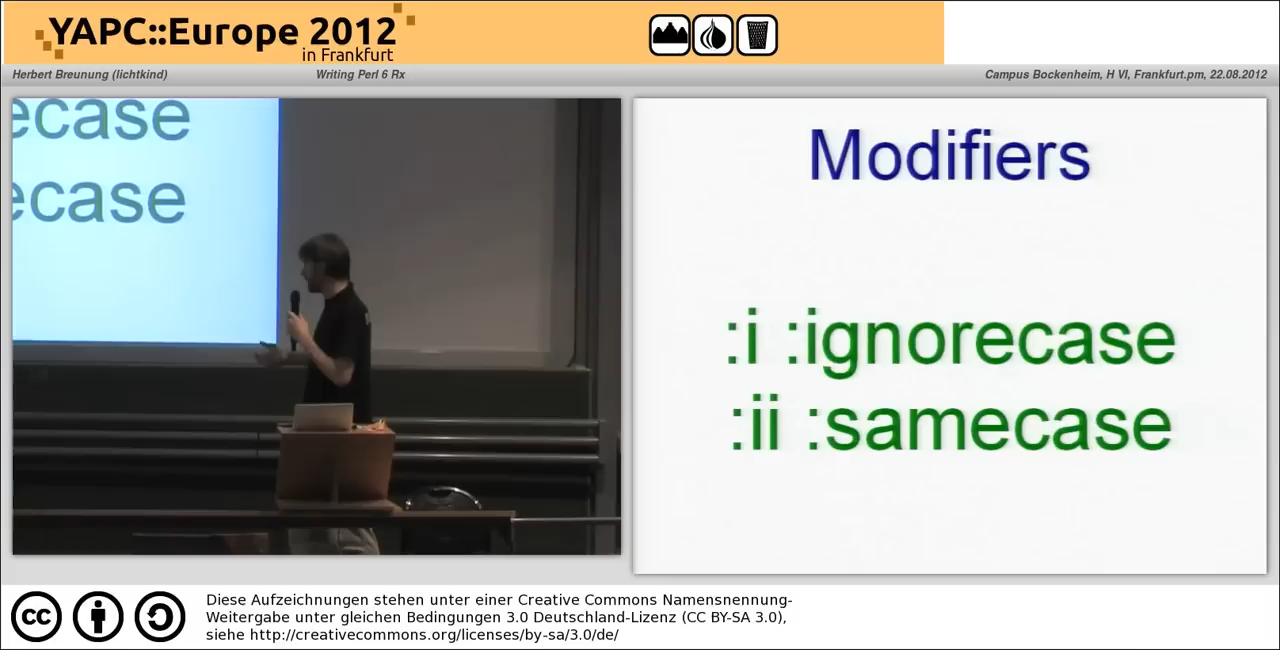 YAPC::Europe 2012
in Frankfurt
Herbert Breunung (lichtkind)
Writing Perl 6 Rx
Campus Bockenheim, H VI, Frankfurt.pm, 22.08.2012
ecase
ecase
Modifiers
:i :ignorecase
:ii :samecase
cc
Diese Aufzeichnungen stehen unter einer Creative Commons Namensnennung-
Weitergabe unter gleichen Bedingungen 3.0 Deutschland-Lizenz (CC BY-SA 3.0),
siehe http://creativecommons.org/licenses/by-sa/3.0/de/